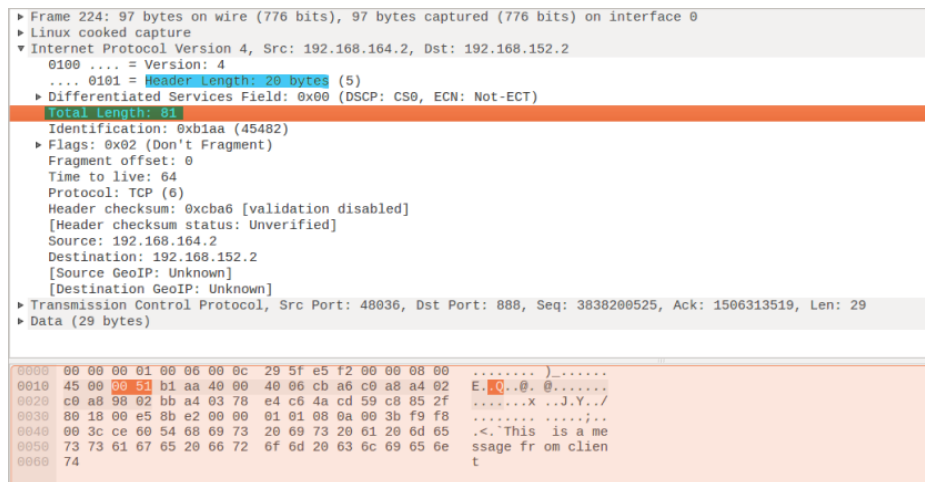 Frame 224: 97 bytes on wire (776 bits), 97 bytes captured (776 bits) on interface 0
Linux cooked capture
Internet Protocol Version 4, Src: 192.168.164.2, Dst: 192.168.152.2
0100 .... = Version: 4
.... 0101 = Header Length: 20 bytes (5)
Differentiated Services Field: 0x00 (DSCP: CS0, ECN: Not-ECT)
Total Length: 81
Identification: 0xb1aa (45482)
Flags: 0x02 (Don't Fragment)
Fragment offset: 0
Time to live: 64
Protocol: TCP (6)
Header checksum: 0xcba6 [validation disabled]
[Header checksum status: Unverified]
Source: 192.168.164.2
Destination: 192.168.152.2
[Source GeoIP: Unknown]
[Destination GeoIP: Unknown]
Transmission Control Protocol, Src Port: 48036, Dst Port: 888, Seq: 3838200525, Ack: 1506313519, Len: 29
Data (29 bytes)
0000 00 00 00 01 00 06 00 0c 29 5f e5 f2 00 00 08 00 ........ )_......
0010 45 00 00 51 b1 aa 40 00 40 06 cb a6 c0 a8 a4 02 E..Q..@. @.......
0020 c0 a8 98 02 bb a4 03 78 e4 c6 4a cd 59 c8 85 2f .......x ..J.Y../
0030 80 18 00 e5 8b e2 00 00 01 01 08 0a 00 3b f9 f8 ........ .....;..
0040 00 3c ce 60 54 68 69 73 20 69 73 20 61 20 6d 65 .<.`This is a me
0050 73 73 61 67 65 20 66 72 6f 6d 20 63 6c 69 65 6e ssage fr om clien
0060 74 t